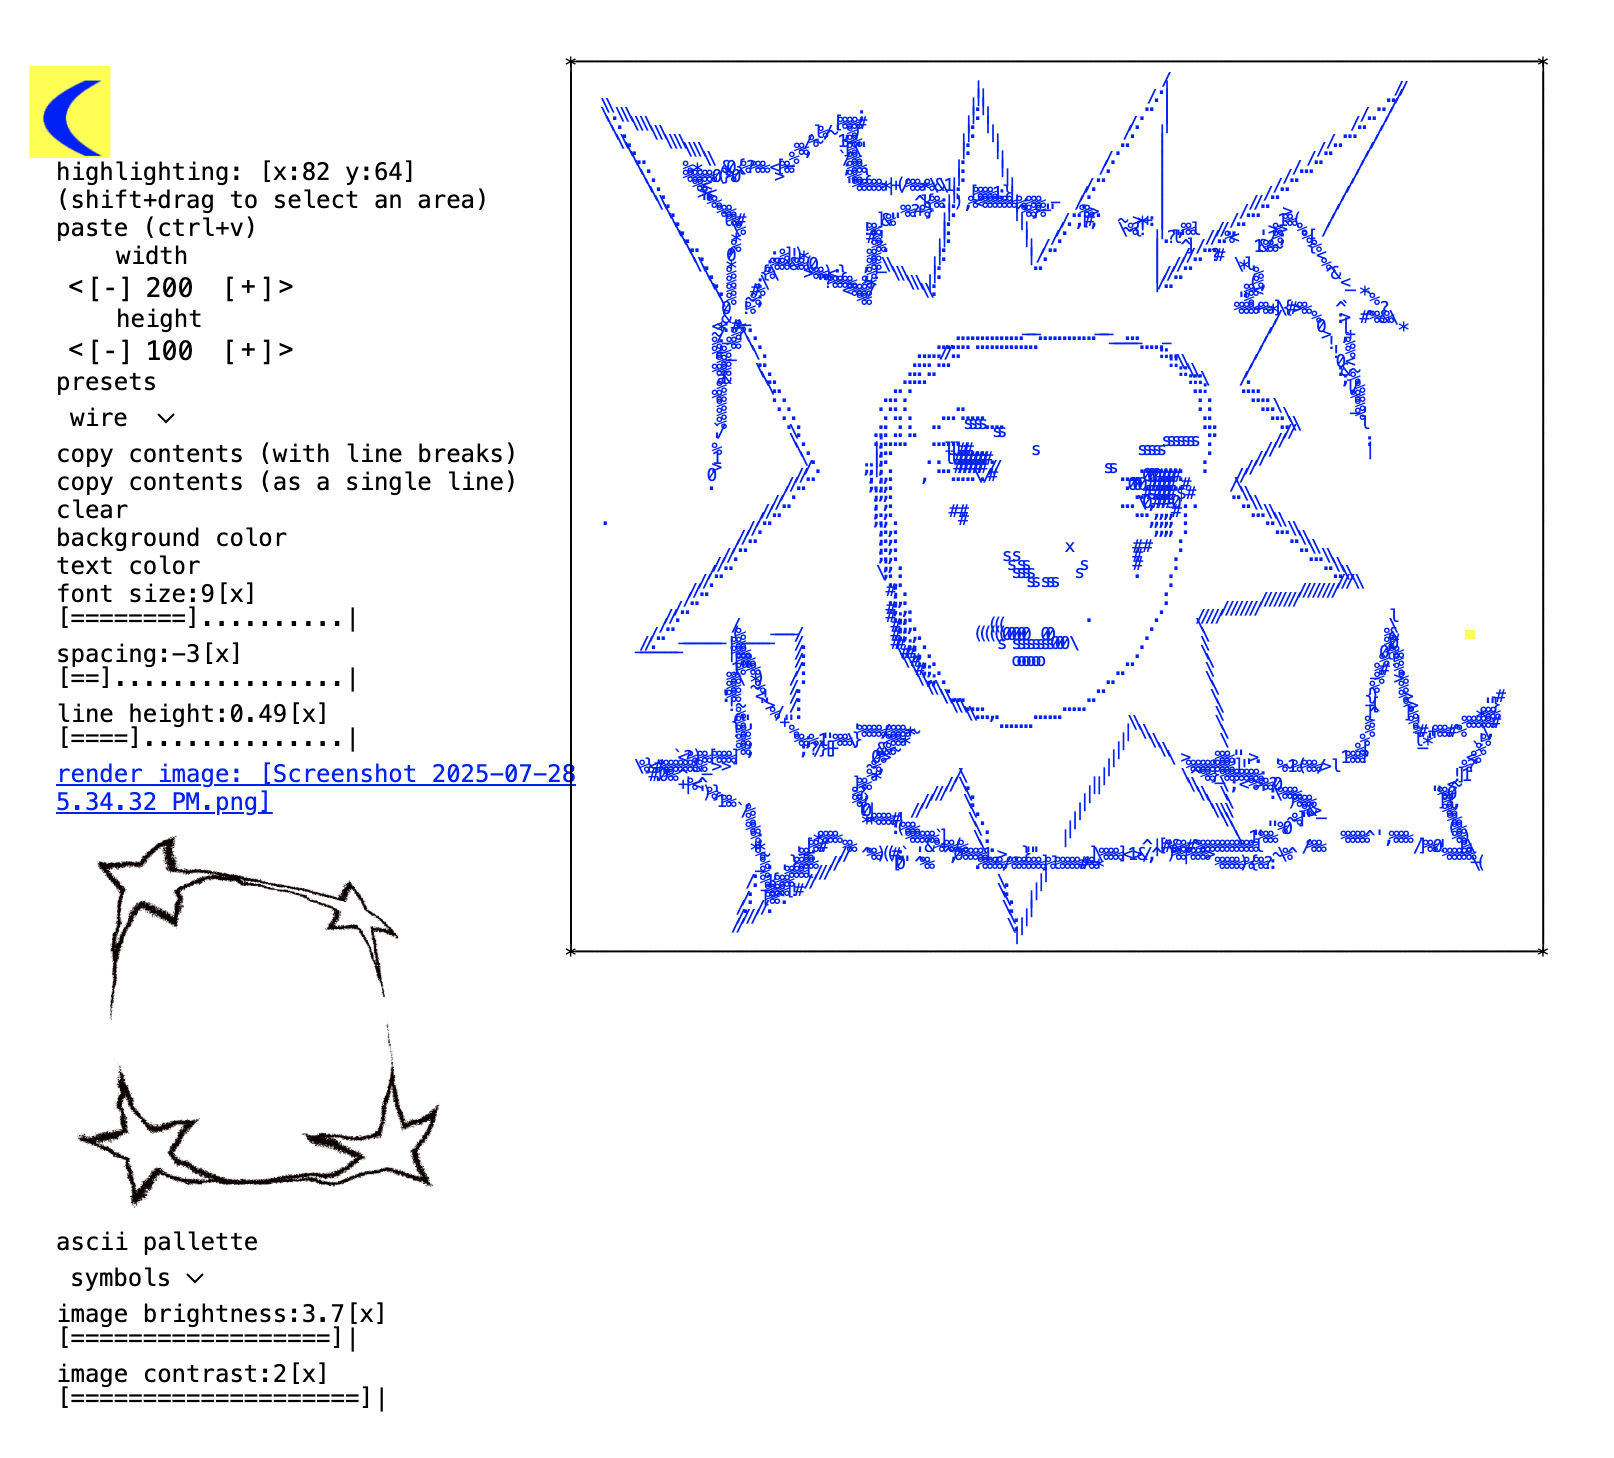 highlighting: [x:82 y:64]
(shift+drag to select an area)
paste (ctrl+v)
width
<[-] 200 [+]>
height
<[-] 100 [+]>
presets
wire
copy contents (with line breaks)
copy contents (as a single line)
clear
background color
text color
font size:9[x]
[========]..........|
spacing:-3[x]
[==]................|
line height:0.49[x]
[====]..............|
render image: [Screenshot 2025-07-28
5.34.32 PM.png]
ascii pallette
symbols
image brightness:3.7[x]
[==================]|
image contrast:2[x]
[====================]|